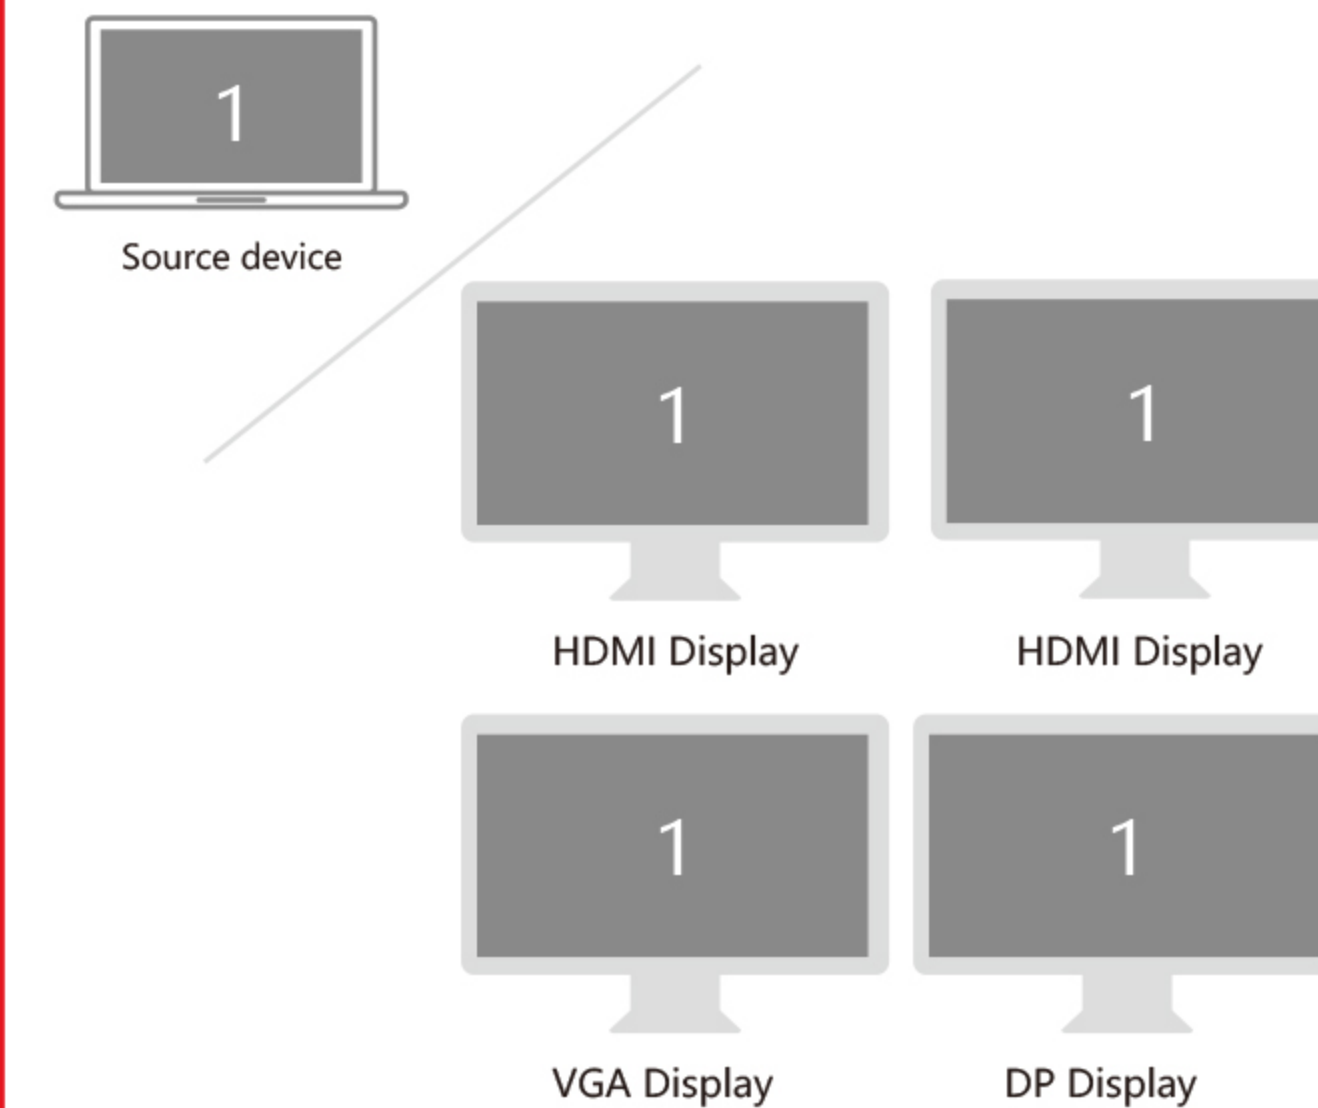 1
Source device
1
1
HDMI Display
HDMI Display
1
1
VGA Display
DP Display